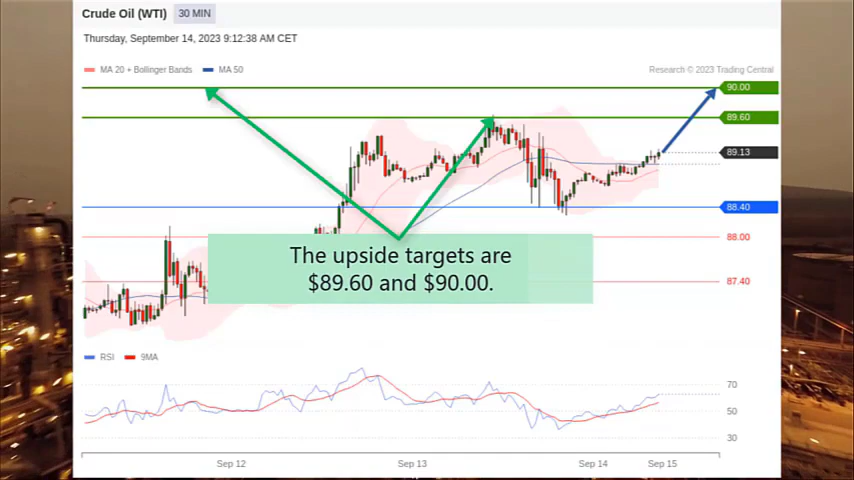 Crude Oil (WTI) 30 MIN
Thursday, September 14, 2023 9:12:38 AM CET
MA 20 + Bollinger Bands MA 50 Research © 2023 Trading Central
90.00
89.60
89.13
88.40
88.00
87.40
The upside targets are
$89.60 and $90.00.
RSI 9MA
70
50
30
Sep 12 Sep 13 Sep 14 Sep 15